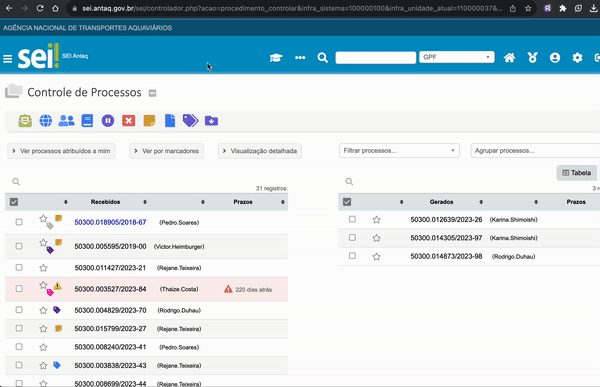 sei.antaq.gov.br/sei/controlador.php?acao=procedimento_controlar&infra_sistema=100000100&infra_unidade_atual=110000037&...
AGÊNCIA NACIONAL DE TRANSPORTES AQUAVIÁRIOS
sei! SEI Antaq GPF
Controle de Processos
Ver processos atribuídos a mim Ver por marcadores Visualização detalhada Filtrar processos... Agrupar processos...
Tabela
31 registros: 3 r
Recebidos Prazos Gerados Prazos
50300.018905/2018-67 (Pedro.Soares) 50300.012639/2023-26 (Karina.Shimoishi)
50300.005595/2019-00 (Victor.Heimburger) 50300.014305/2023-97 (Karina.Shimoishi)
50300.011427/2023-21 (Rejane.Teixeira) 50300.014873/2023-98 (Rodrigo.Duhau)
50300.003527/2023-84 (Thaize.Costa) 220 dias atrás
50300.004829/2023-70 (Rodrigo.Duhau)
50300.015799/2023-27 (Rejane.Teixeira)
50300.008240/2023-41 (Pedro.Soares)
50300.003838/2023-43 (Rejane.Teixeira)
50300.008699/2023-44 (Rejane.Teixeira)